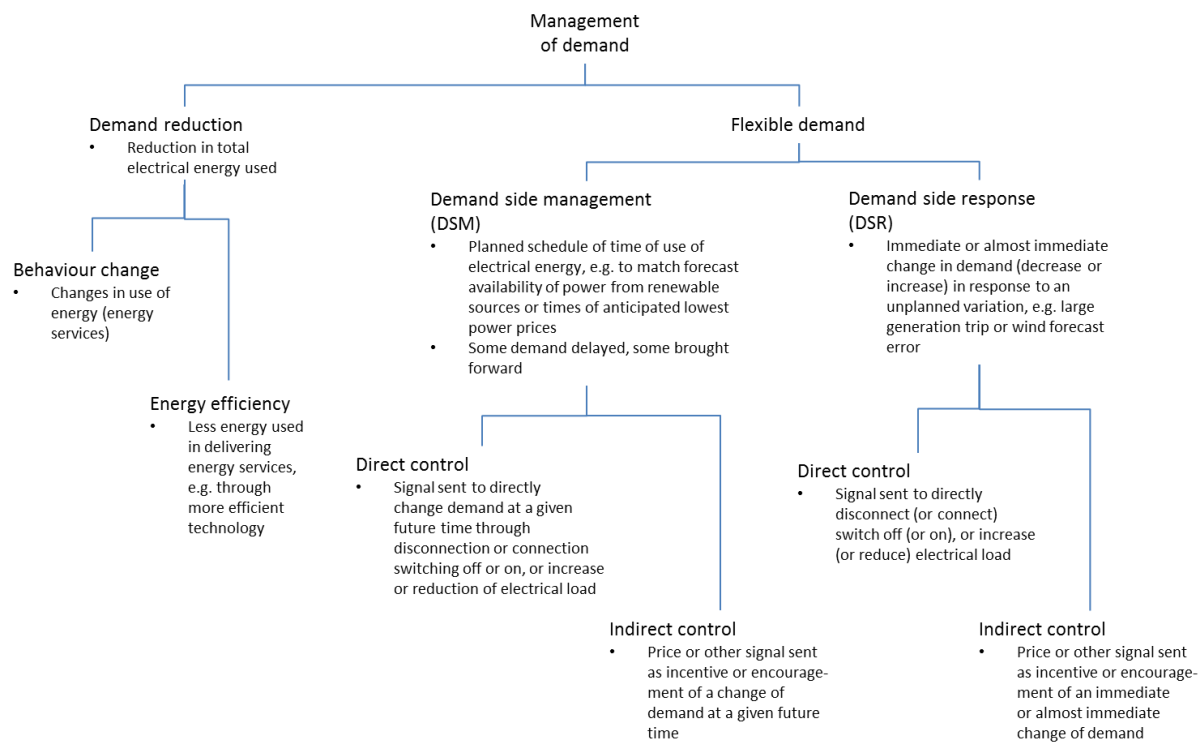 Management
of demand
Demand reduction
• Reduction in total
electrical energy used
Flexible demand
Behaviour change
• Changes in use of
energy (energy
services)
Energy efficiency
• Less energy used
in delivering
energy services,
e.g. through
more efficient
technology
Demand side management
(DSM)
• Planned schedule of time of use of
electrical energy, e.g. to match forecast
availability of power from renewable
sources or times of anticipated lowest
power prices
• Some demand delayed, some brought
forward
Direct control
• Signal sent to directly
change demand at a given
future time through
disconnection or connection
switching off or on, or increase
or reduction of electrical load
Indirect control
• Price or other signal sent
as incentive or encourage-
ment of a change of
demand at a given future
time
Demand side response
(DSR)
• Immediate or almost immediate
change in demand (decrease or
increase) in response to an
unplanned variation, e.g. large
generation trip or wind forecast
error
Direct control
• Signal sent to directly
disconnect (or connect)
switch off (or on), or increase
(or reduce) electrical load
Indirect control
• Price or other signal sent
as incentive or encourage-
ment of an immediate
or almost immediate
change of demand